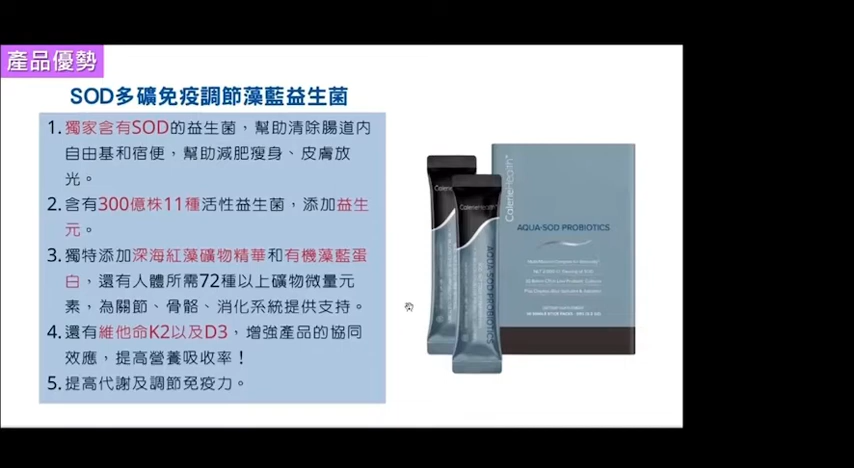 產品優勢
SOD多礦免疫調節藻藍益生菌
1. 獨家含有SOD的益生菌，幫助清除腸道內
自由基和宿便，幫助減肥瘦身、皮膚放
光。
2. 含有300億株11種活性益生菌，添加益生
元。
3. 獨特添加深海紅藻礦物精華和有機藻藍蛋
白，還有人體所需72種以上礦物微量元
素，為關節、骨骼、消化系統提供支持。
4. 還有維他命K2以及D3，增強產品的協同
效應，提高營養吸收率！
5. 提高代謝及調節免疫力。
CaleneHealth
AQUA-SOD PROBIOTICS
CaleneHealth
AQUA-SOD PROBIOTICS